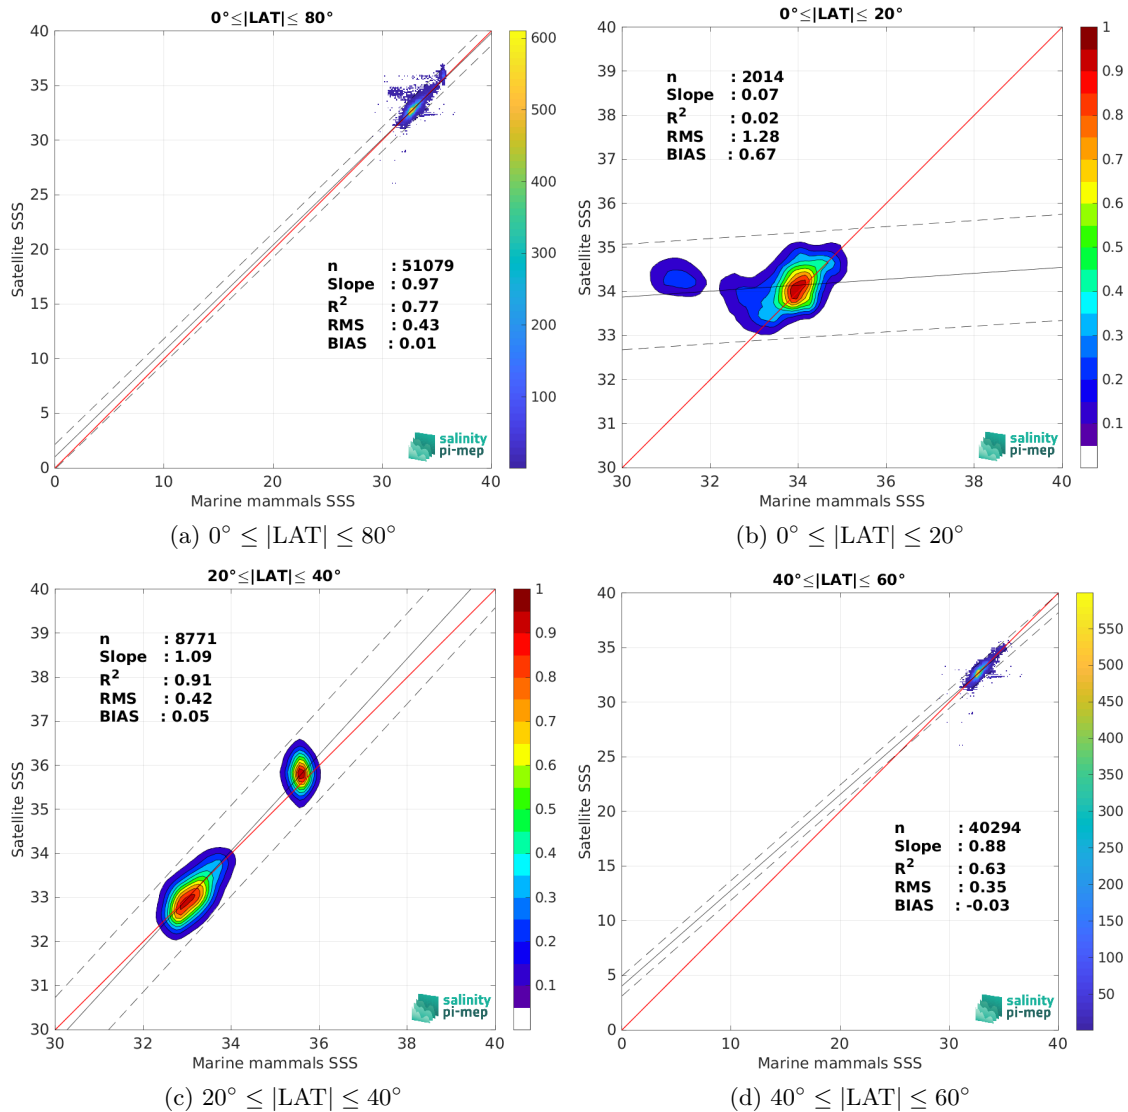 0°≤|LAT|≤ 80°
40
35
30
25
20
15
10
5
0
0 10 20 30 40
Satellite SSS
Marine mammals SSS
n : 51079
Slope : 0.97
R2 : 0.77
RMS : 0.43
BIAS : 0.01
salinity
pi-mep
600
500
400
300
200
100
(a) 0° ≤ |LAT| ≤ 80°
0°≤|LAT|≤ 20°
40
39
38
37
36
35
34
33
32
31
30
30 32 34 36 38 40
Satellite SSS
Marine mammals SSS
n : 2014
Slope : 0.07
R2 : 0.02
RMS : 1.28
BIAS : 0.67
salinity
pi-mep
1
0.9
0.8
0.7
0.6
0.5
0.4
0.3
0.2
0.1
(b) 0° ≤ |LAT| ≤ 20°
20°≤|LAT|≤ 40°
40
39
38
37
36
35
34
33
32
31
30
30 32 34 36 38 40
Satellite SSS
Marine mammals SSS
n : 8771
Slope : 1.09
R2 : 0.91
RMS : 0.42
BIAS : 0.05
salinity
pi-mep
1
0.9
0.8
0.7
0.6
0.5
0.4
0.3
0.2
0.1
(c) 20° ≤ |LAT| ≤ 40°
40°≤|LAT|≤ 60°
40
35
30
25
20
15
10
5
0
0 10 20 30 40
Satellite SSS
Marine mammals SSS
n : 40294
Slope : 0.88
R2 : 0.63
RMS : 0.35
BIAS : -0.03
salinity
pi-mep
550
500
450
400
350
300
250
200
150
100
50
(d) 40° ≤ |LAT| ≤ 60°